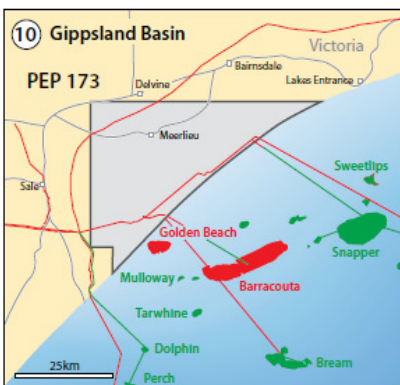 10 Gippsland Basin
Victoria
PEP 173
Bairnsdale
Delvine
Lakes Entrance
Meerlieu
Sale
Sweetlips
Golden Beach
Snapper
Mulloway
Barracouta
Tarwhine
Dolphin
Bream
25km
Perch